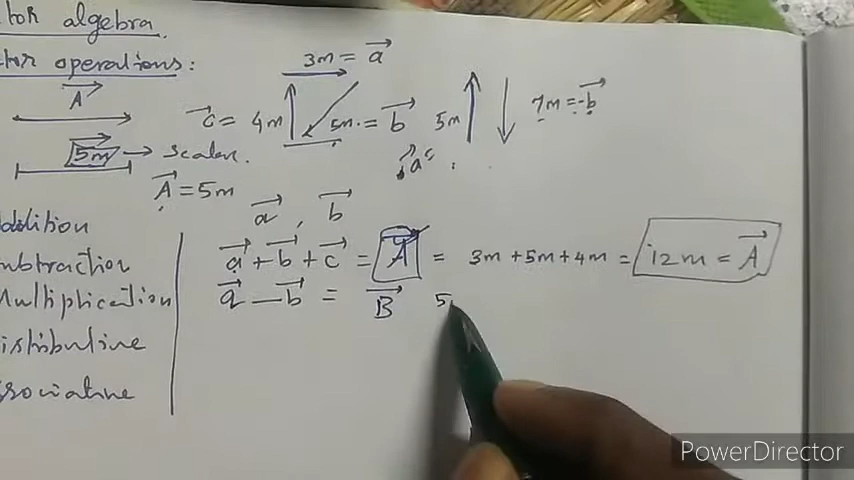 tor algebra.
tor operations:
3m = a
A
c = 4m 5m. = b 5m 7m = -b
5m → scalar.
a c
A = 5m
a , b
ddition
a + b + c = A = 3m + 5m + 4m = 12m = A
ubtraction
a — b = B 5
Multiplication
istributive
ssociative
PowerDirector